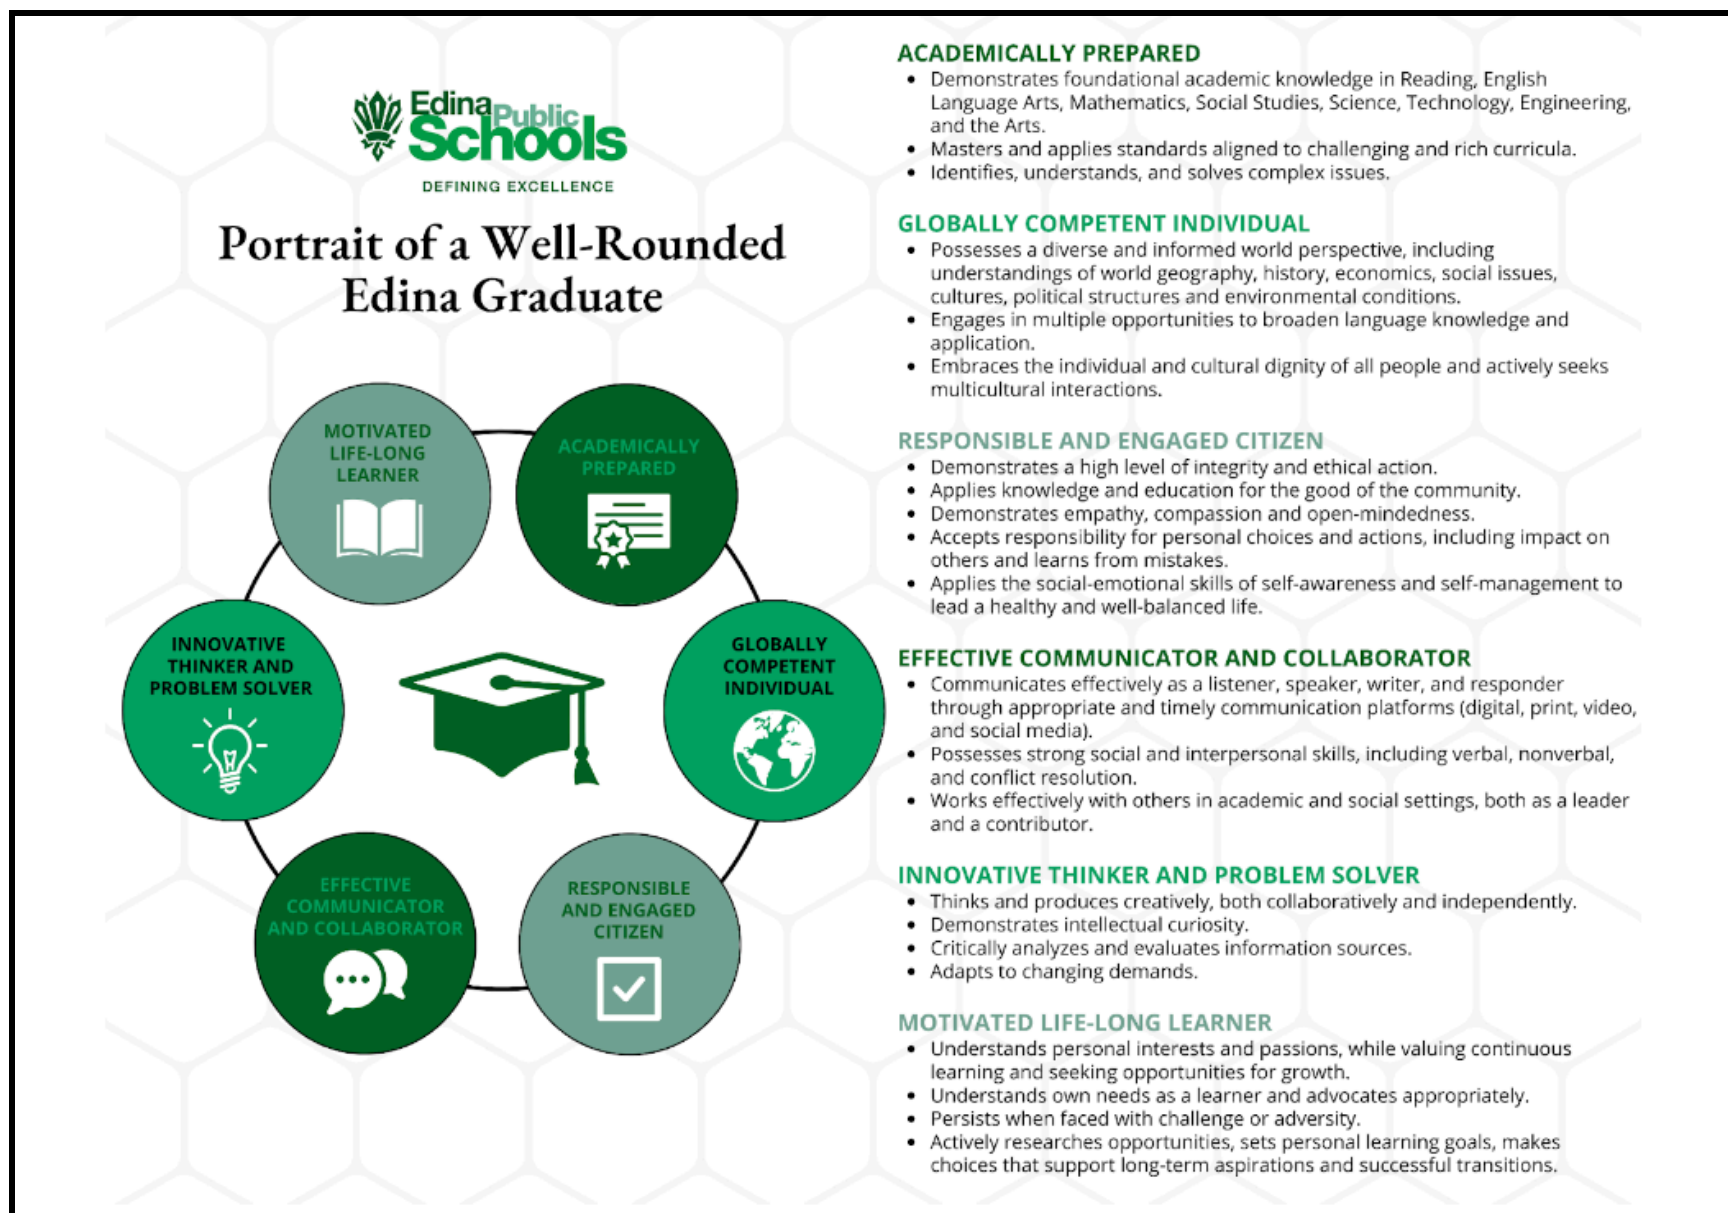 Edina Public
Schools
DEFINING EXCELLENCE
Portrait of a Well-Rounded
Edina Graduate
MOTIVATED
LIFE-LONG
LEARNER
ACADEMICALLY
PREPARED
INNOVATIVE
THINKER AND
PROBLEM SOLVER
GLOBALLY
COMPETENT
INDIVIDUAL
EFFECTIVE
COMMUNICATOR
AND COLLABORATOR
RESPONSIBLE
AND ENGAGED
CITIZEN
ACADEMICALLY PREPARED
• Demonstrates foundational academic knowledge in Reading, English
Language Arts, Mathematics, Social Studies, Science, Technology, Engineering,
and the Arts.
• Masters and applies standards aligned to challenging and rich curricula.
• Identifies, understands, and solves complex issues.
GLOBALLY COMPETENT INDIVIDUAL
• Possesses a diverse and informed world perspective, including
understandings of world geography, history, economics, social issues,
cultures, political structures and environmental conditions.
• Engages in multiple opportunities to broaden language knowledge and
application.
• Embraces the individual and cultural dignity of all people and actively seeks
multicultural interactions.
RESPONSIBLE AND ENGAGED CITIZEN
• Demonstrates a high level of integrity and ethical action.
• Applies knowledge and education for the good of the community.
• Demonstrates empathy, compassion and open-mindedness.
• Accepts responsibility for personal choices and actions, including impact on
others and learns from mistakes.
• Applies the social-emotional skills of self-awareness and self-management to
lead a healthy and well-balanced life.
EFFECTIVE COMMUNICATOR AND COLLABORATOR
• Communicates effectively as a listener, speaker, writer, and responder
through appropriate and timely communication platforms (digital, print, video,
and social media).
• Possesses strong social and interpersonal skills, including verbal, nonverbal,
and conflict resolution.
• Works effectively with others in academic and social settings, both as a leader
and a contributor.
INNOVATIVE THINKER AND PROBLEM SOLVER
• Thinks and produces creatively, both collaboratively and independently.
• Demonstrates intellectual curiosity.
• Critically analyzes and evaluates information sources.
• Adapts to changing demands.
MOTIVATED LIFE-LONG LEARNER
• Understands personal interests and passions, while valuing continuous
learning and seeking opportunities for growth.
• Understands own needs as a learner and advocates appropriately.
• Persists when faced with challenge or adversity.
• Actively researches opportunities, sets personal learning goals, makes
choices that support long-term aspirations and successful transitions.